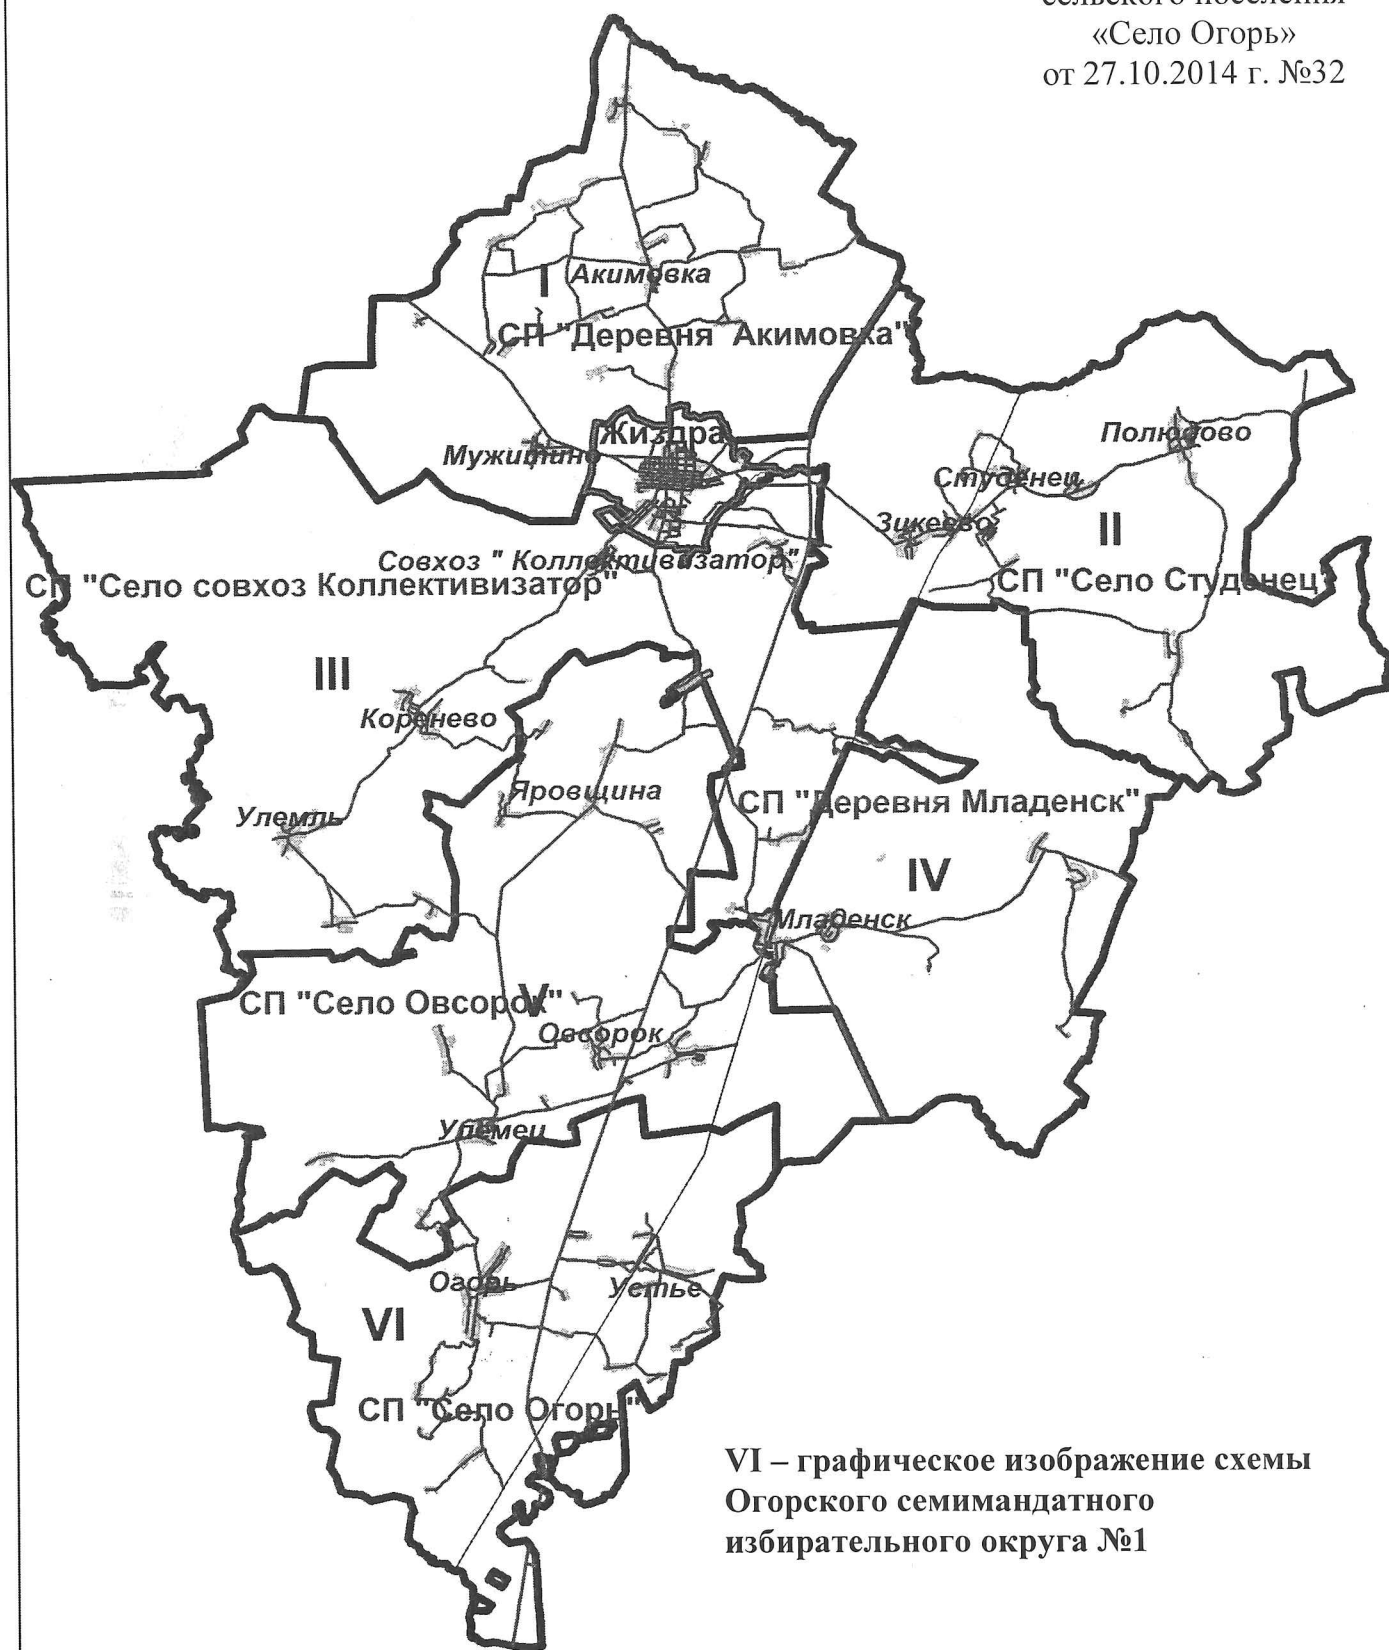 сельского поселения
«Село Огорь»
от 27.10.2014 г. №32
I
Акимовка
СП "Деревня Акимовка"
Жиздра
Мужитино
Полюдово
Студенец
Зикеево
II
Совхоз " Коллективизатор"
СП "Село совхоз Коллективизатор"
СП "Село Студенец"
III
Коренево
Яровщина
СП "Деревня Младенск"
Улемль
IV
Младенск
СП "Село Овсорок"
V
Овсорок
Улемец
Огорь
Устье
VI
СП "Село Огорь"
VI – графическое изображение схемы
Огорского семимандатного
избирательного округа №1